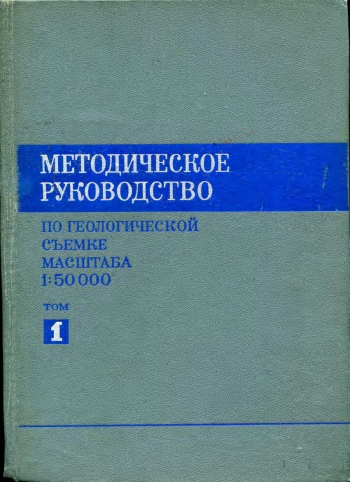 МЕТОДИЧЕСКОЕ
РУКОВОДСТВО
ПО ГЕОЛОГИЧЕСКОЙ
СЪЕМКЕ
МАСШТАБА
1:50 000
ТОМ
1